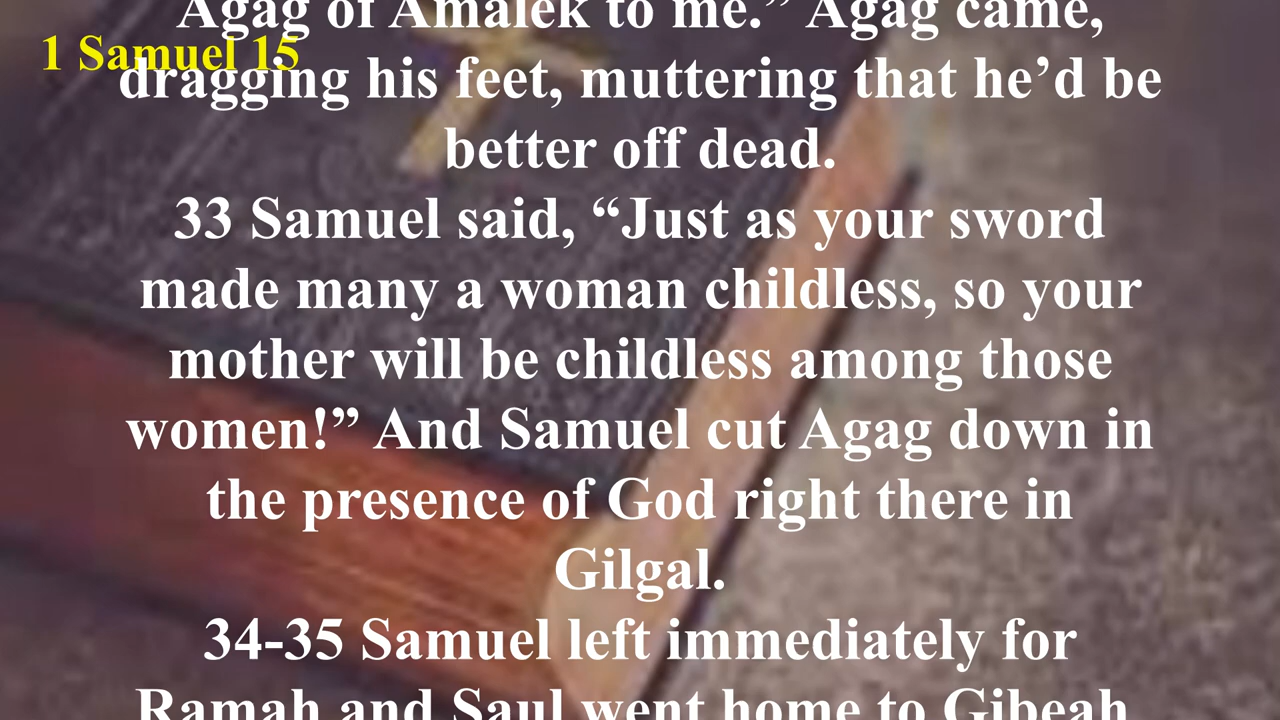 Agag of Amalek to me.” Agag came,
1 Samuel 15
dragging his feet, muttering that he’d be
better off dead.
33 Samuel said, “Just as your sword
made many a woman childless, so your
mother will be childless among those
women!” And Samuel cut Agag down in
the presence of God right there in
Gilgal.
34-35 Samuel left immediately for
Ramah and Saul went home to Gibeah